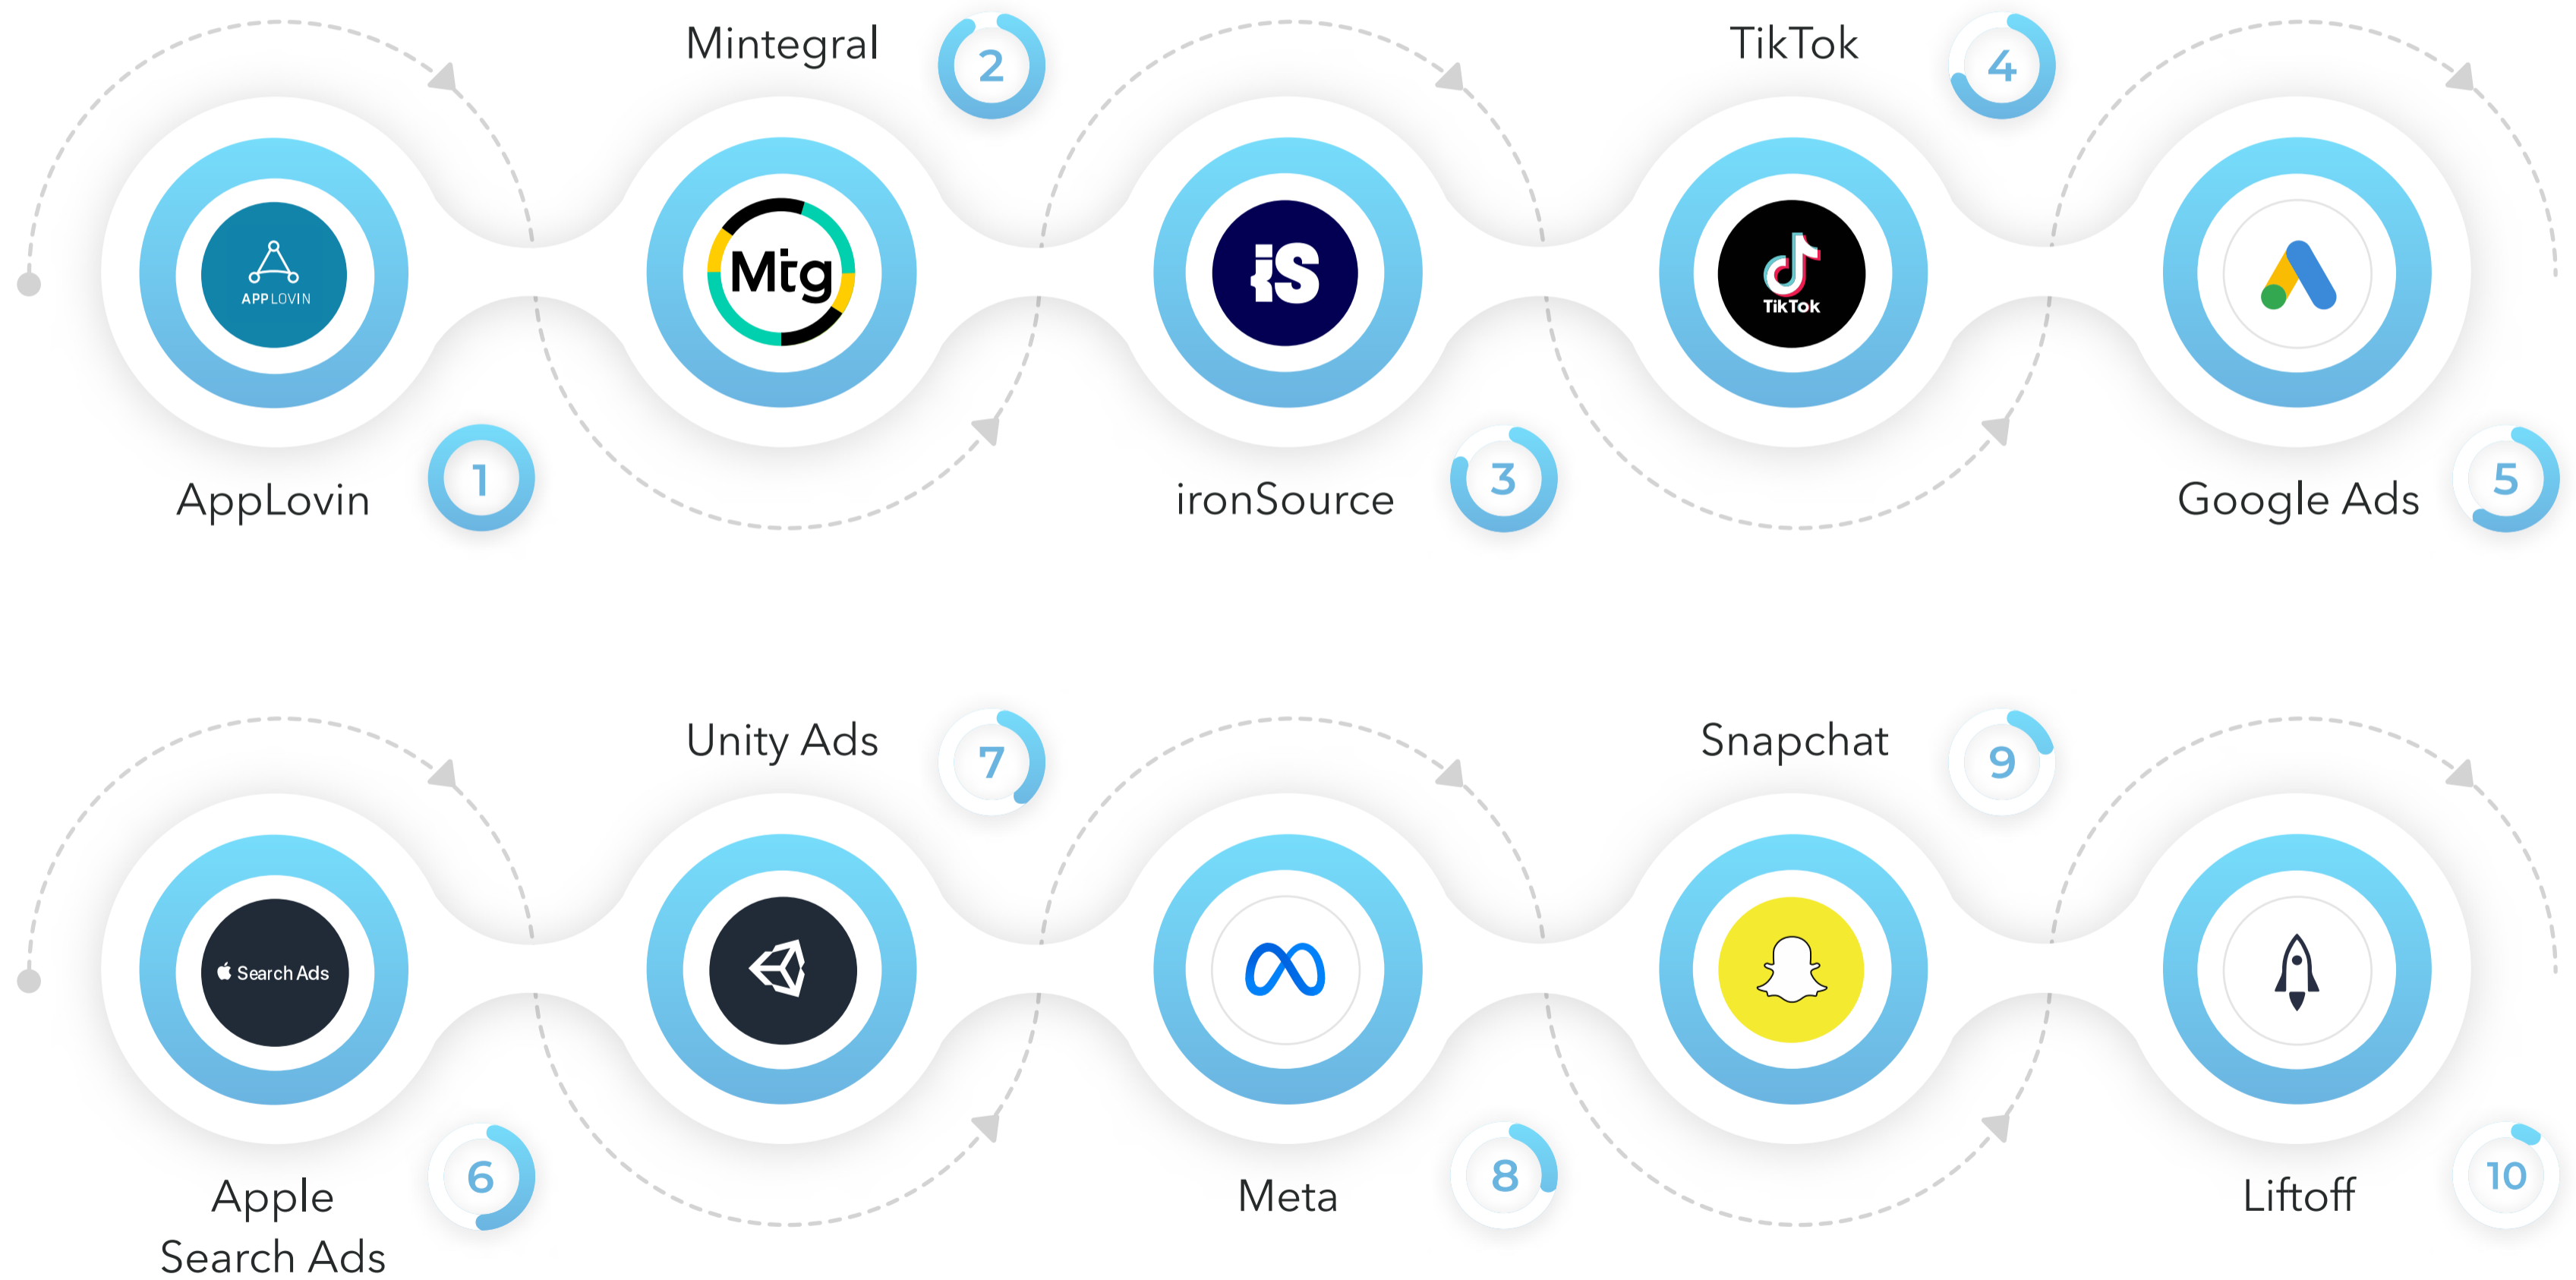 Mintegral
2
TikTok
4
APPLOVIN
Mtg
iS
TikTok
AppLovin
1
ironSource
3
Google Ads
5
Unity Ads
7
Snapchat
9
Search Ads
Apple
Search Ads
6
Meta
8
Liftoff
10